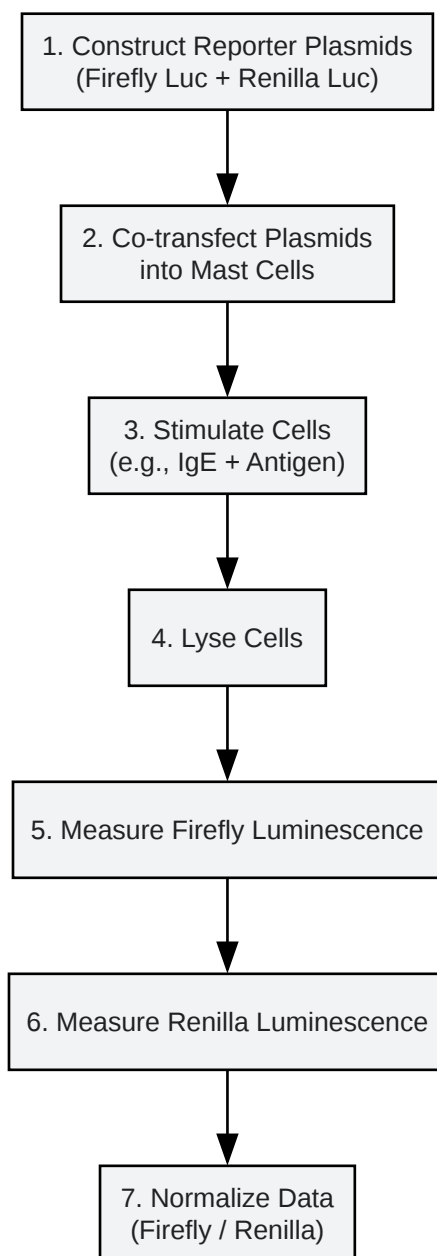 1. Construct Reporter Plasmids
(Firefly Luc + Renilla Luc)
2. Co-transfect Plasmids
into Mast Cells
3. Stimulate Cells
(e.g., IgE + Antigen)
4. Lyse Cells
5. Measure Firefly Luminescence
6. Measure Renilla Luminescence
7. Normalize Data
(Firefly / Renilla)